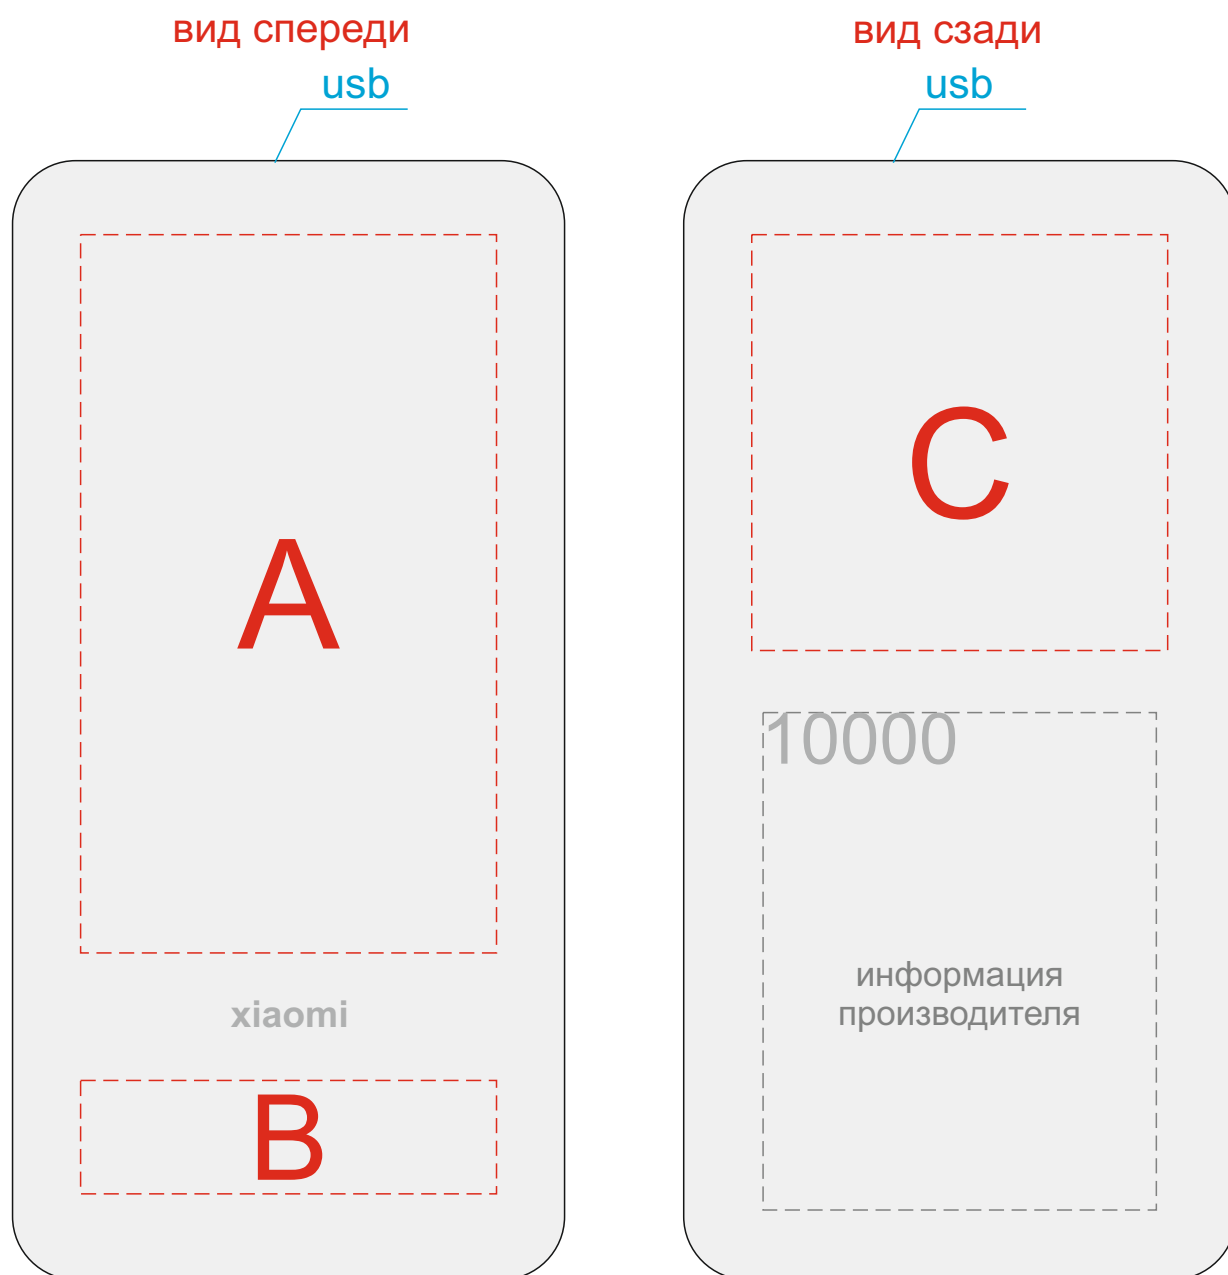 вид спереди
usb
A
xiaomi
B
вид сзади
usb
C
10000
информация
производителя